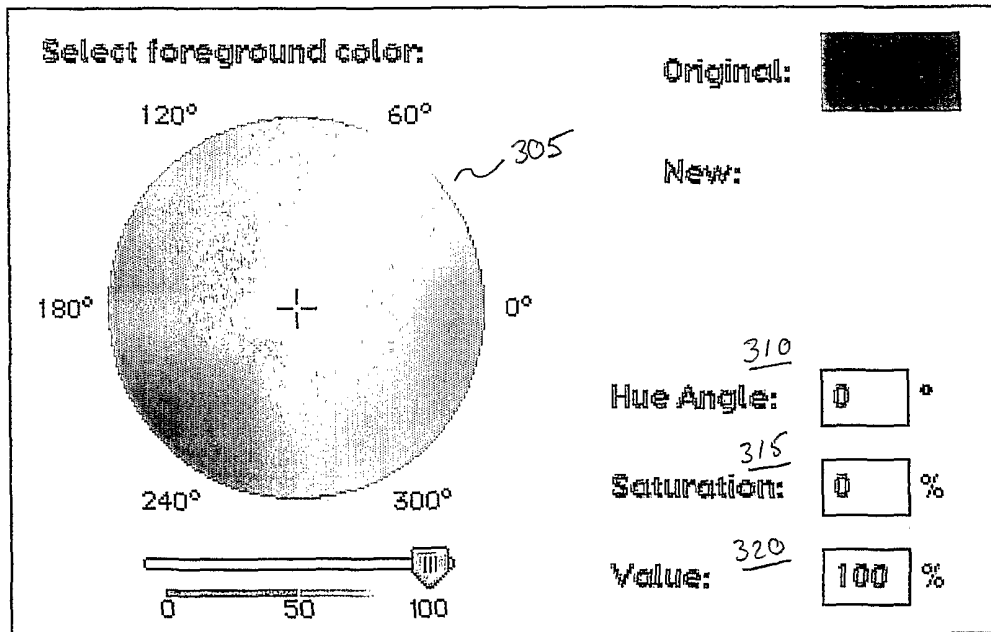 Select foreground color:
Original:
120°
60°
305
New:
180°
0°
310
Hue Angle: 0 °
315
Saturation: 0 %
240°
300°
320
Value: 100 %
0 50 100